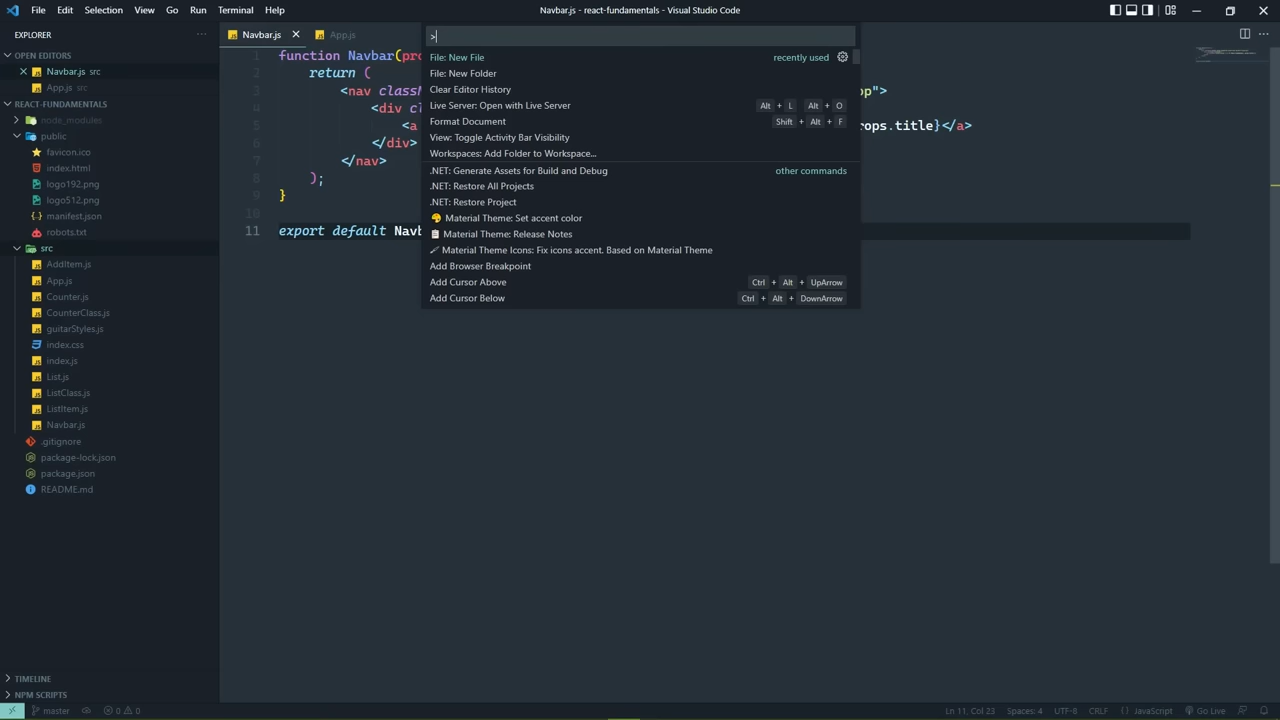 File Edit Selection View Go Run Terminal Help
Navbar.js - react-fundamentals - Visual Studio Code
EXPLORER
OPEN EDITORS
Navbar.js src
App.js src
REACT-FUNDAMENTALS
node_modules
public
favicon.ico
index.html
logo192.png
logo512.png
manifest.json
robots.txt
src
AddItem.js
App.js
Counter.js
CounterClass.js
guitarStyles.js
index.css
index.js
List.js
ListClass.js
ListItem.js
Navbar.js
.gitignore
package-lock.json
package.json
README.md
TIMELINE
NPM SCRIPTS
Navbar.js App.js
1 function Navbar(pro
2 return (
3 <nav class op">
4 <div cl
5 <a ops.title}</a>
6 </div>
7 </nav>
8 );
9 }
10
11 export default Navb
>
File: New File recently used
File: New Folder
Clear Editor History
Live Server: Open with Live Server Alt + L Alt + O
Format Document Shift + Alt + F
View: Toggle Activity Bar Visibility
Workspaces: Add Folder to Workspace...
.NET: Generate Assets for Build and Debug other commands
.NET: Restore All Projects
.NET: Restore Project
Material Theme: Set accent color
Material Theme: Release Notes
Material Theme Icons: Fix icons accent. Based on Material Theme
Add Browser Breakpoint
Add Cursor Above Ctrl + Alt + UpArrow
Add Cursor Below Ctrl + Alt + DownArrow
master 0 0
Ln 11, Col 23 Spaces: 4 UTF-8 CRLF {} JavaScript Go Live